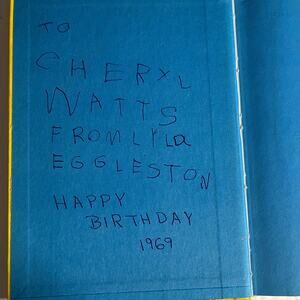 TO
CHERYL
WATTS
FROM LYLa
EGGLESTON
HAPPY
BIRTHDAY
1969